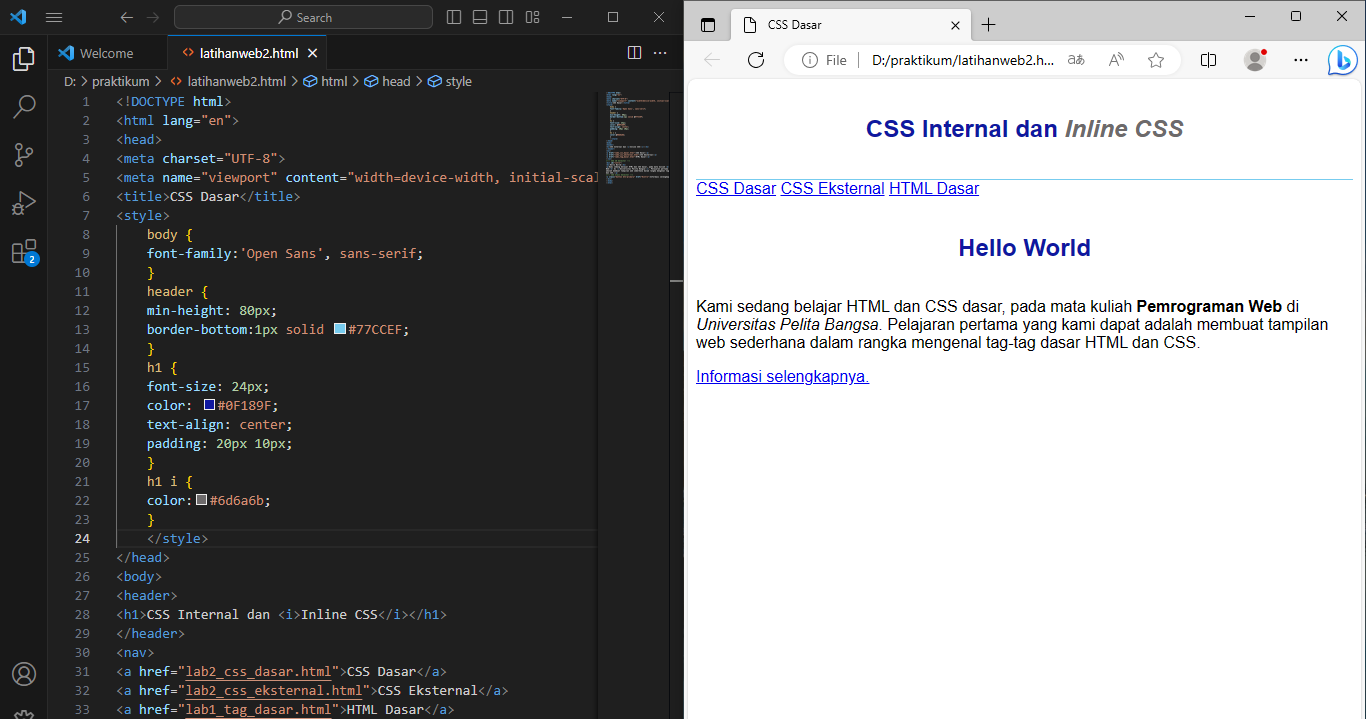 Search
Welcome
latihanweb2.html
D: > praktikum > latihanweb2.html > html > head > style
1 <!DOCTYPE html>
2 <html lang="en">
3 <head>
4 <meta charset="UTF-8">
5 <meta name="viewport" content="width=device-width, initial-scal
6 <title>CSS Dasar</title>
7 <style>
8 body {
9 font-family:'Open Sans', sans-serif;
10 }
11 header {
12 min-height: 80px;
13 border-bottom:1px solid #77CCEF;
14 }
15 h1 {
16 font-size: 24px;
17 color: #0F189F;
18 text-align: center;
19 padding: 20px 10px;
20 }
21 h1 i {
22 color:#6d6a6b;
23 }
24 </style>
25 </head>
26 <body>
27 <header>
28 <h1>CSS Internal dan <i>Inline CSS</i></h1>
29 </header>
30 <nav>
31 <a href="lab2_css_dasar.html">CSS Dasar</a>
32 <a href="lab2_css_eksternal.html">CSS Eksternal</a>
33 <a href="lab1_tag_dasar.html">HTML Dasar</a>
2
CSS Dasar
File D:/praktikum/latihanweb2.h...
CSS Internal dan Inline CSS
CSS Dasar CSS Eksternal HTML Dasar
Hello World
Kami sedang belajar HTML dan CSS dasar, pada mata kuliah Pemrograman Web di
Universitas Pelita Bangsa. Pelajaran pertama yang kami dapat adalah membuat tampilan
web sederhana dalam rangka mengenal tag-tag dasar HTML dan CSS.
Informasi selengkapnya.